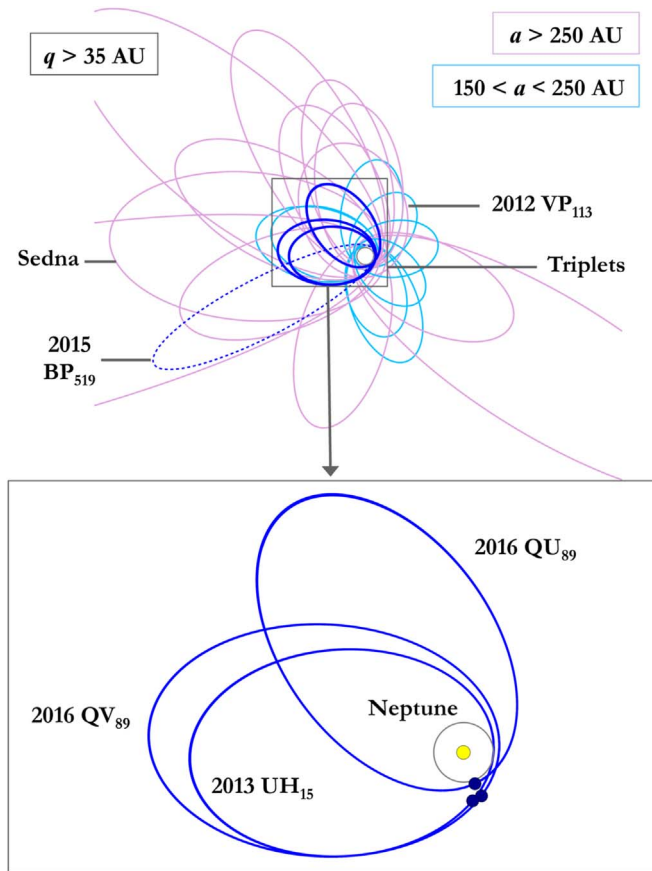 q > 35 AU
a > 250 AU
150 < a < 250 AU
2012 VP₁₁₃
Sedna
Triplets
2015
BP₅₁₉
2016 QU₈₉
Neptune
2016 QV₈₉
2013 UH₁₅